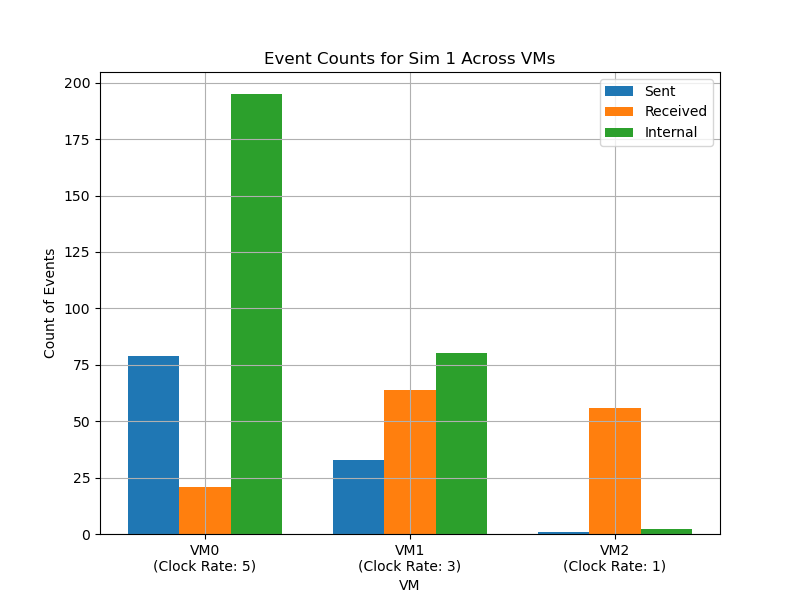 Event Counts for Sim 1 Across VMs
Sent
Received
Internal
Count of Events
200
175
150
125
100
75
50
25
0
VM0
(Clock Rate: 5)
VM1
(Clock Rate: 3)
VM2
(Clock Rate: 1)
VM